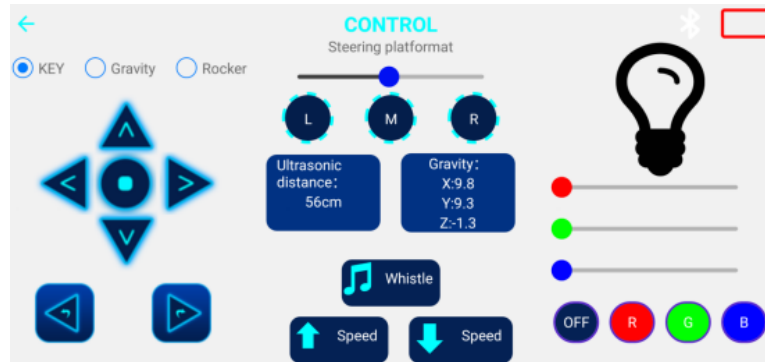 CONTROL
Steering platformat
KEY
Gravity
Rocker
L
M
R
Ultrasonic
distance:
56cm
Gravity:
X:9.8
Y:9.3
Z:-1.3
Whistle
Speed
Speed
OFF
R
G
B